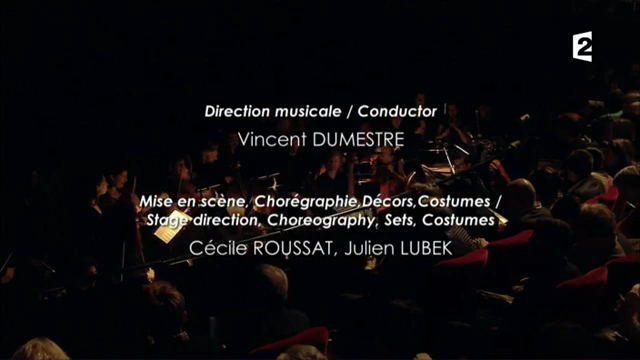 2
Direction musicale / Conductor
Vincent DUMESTRE
Mise en scène, Chorégraphie,Décors,Costumes /
Stage direction, Choreography, Sets, Costumes
Cécile ROUSSAT, Julien LUBEK